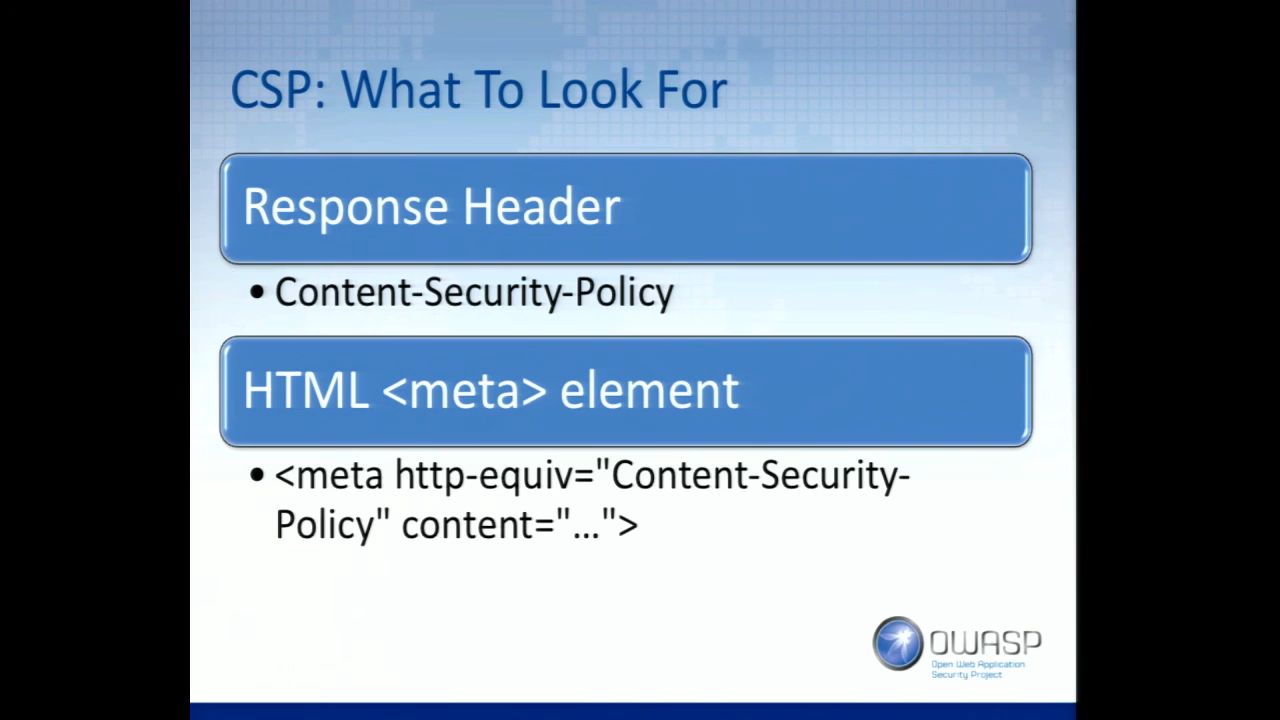 CSP: What To Look For
Response Header
• Content-Security-Policy
HTML <meta> element
• <meta http-equiv="Content-Security-
Policy" content="...">
OWASP
Open Web Application
Security Project